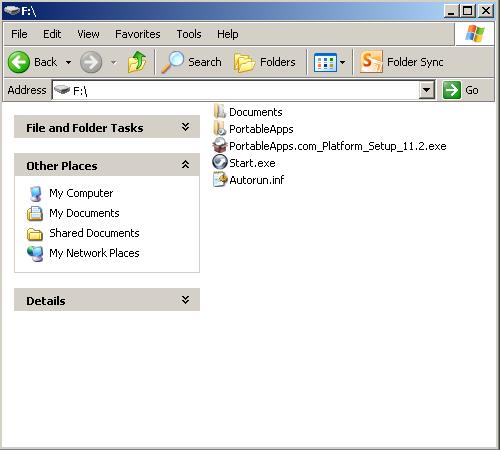 F:\
File Edit View Favorites Tools Help
Back Search Folders Folder Sync
Address F:\ Go
File and Folder Tasks
Other Places
My Computer
My Documents
Shared Documents
My Network Places
Details
Documents
PortableApps
PortableApps.com_Platform_Setup_11.2.exe
Start.exe
Autorun.inf